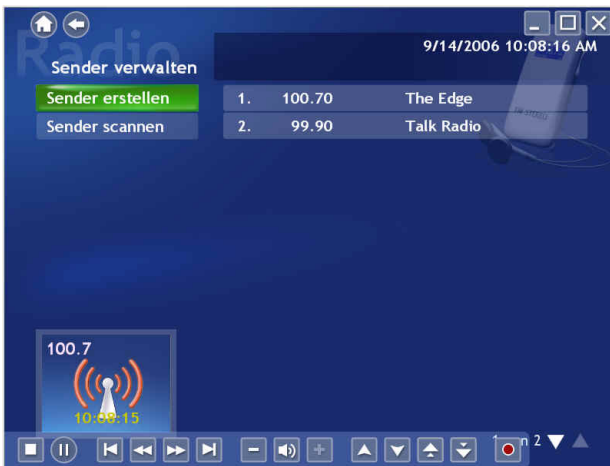 Radio
9/14/2006 10:08:16 AM
Sender verwalten
Sender erstellen
1. 100.70 The Edge
Sender scannen
2. 99.90 Talk Radio
100.7
10:08:15
n 2